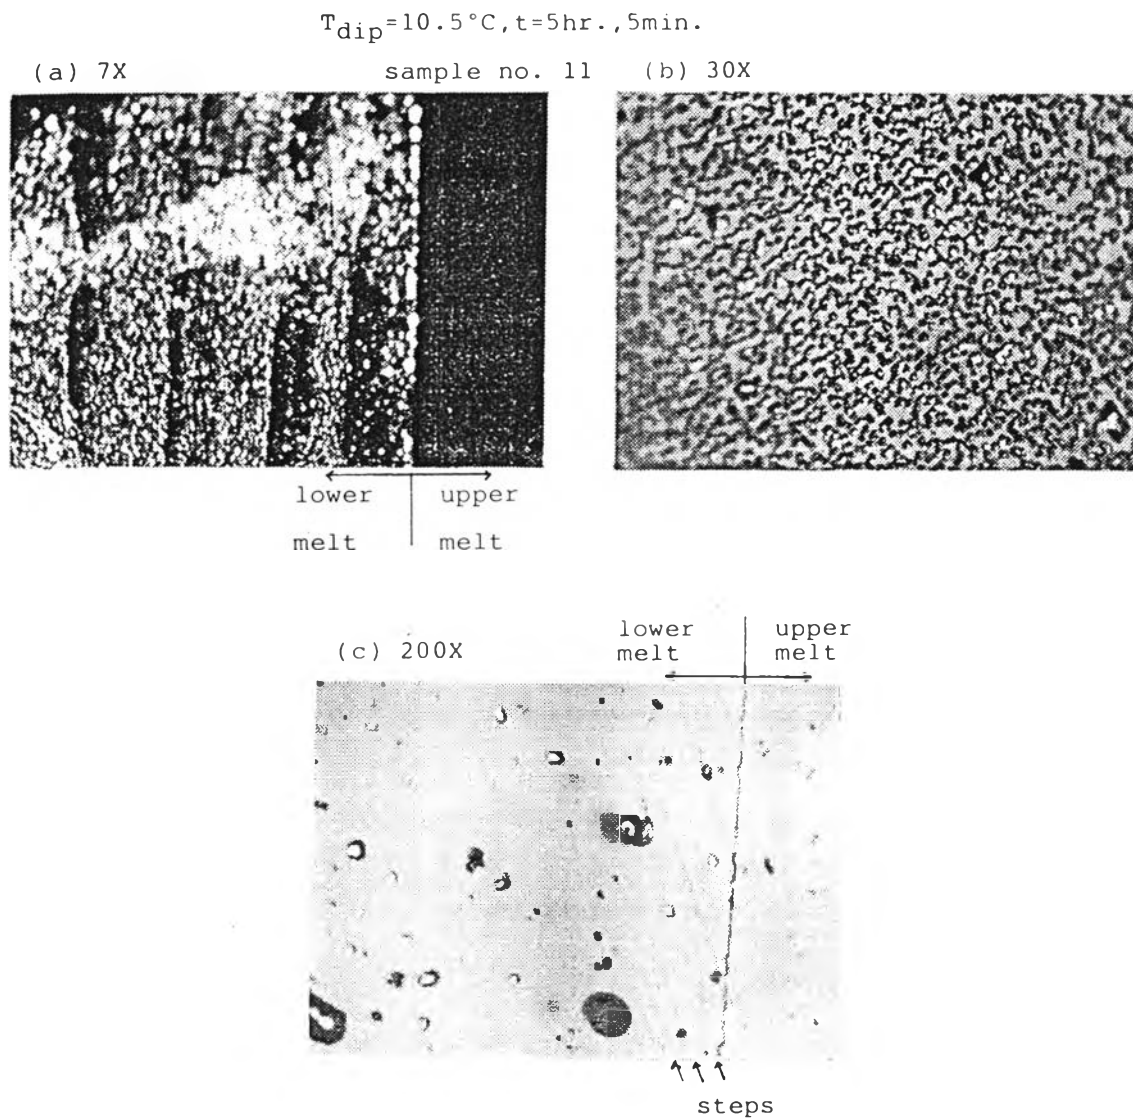 Tdip=10.5°C,t=5hr.,5min.
(a) 7X sample no. 11 (b) 30X
lower upper
melt melt
(c) 200X
lower upper
melt melt
steps